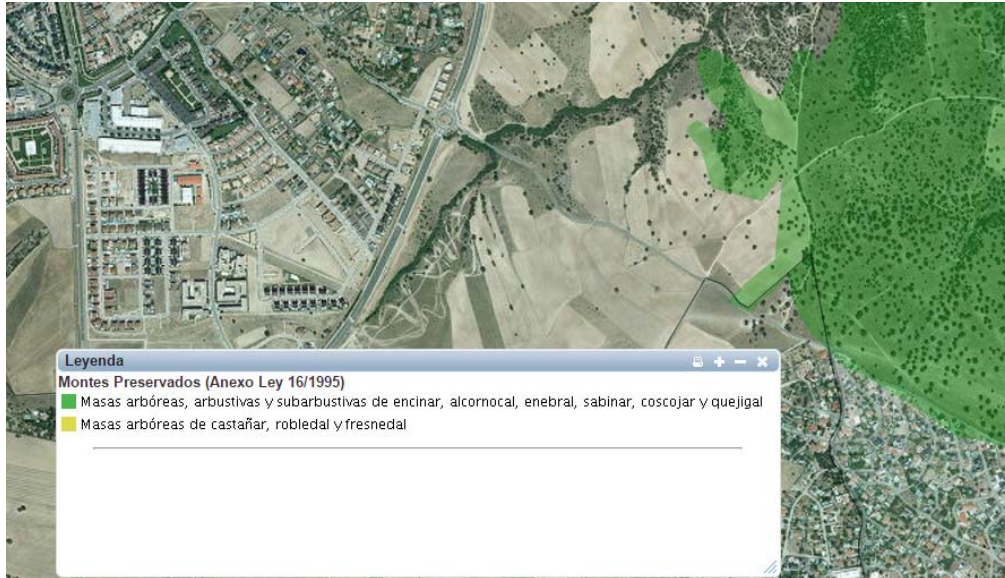 Leyenda
Montes Preservados (Anexo Ley 16/1995)
Masas arbóreas, arbustivas y subarbustivas de encinar, alcornocal, enebral, sabinar, coscojar y quejigal
Masas arbóreas de castañar, robledal y fresnedal